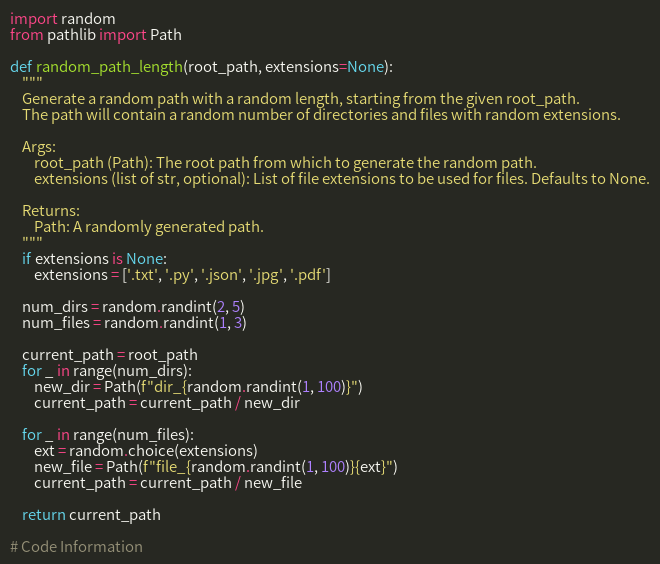 import random
from pathlib import Path

def random_path_length(root_path, extensions=None):
    """
    Generate a random path with a random length, starting from the given root_path.
    The path will contain a random number of directories and files with random extensions.

    Args:
        root_path (Path): The root path from which to generate the random path.
        extensions (list of str, optional): List of file extensions to be used for files. Defaults to None.

    Returns:
        Path: A randomly generated path.
    """
    if extensions is None:
        extensions = ['.txt', '.py', '.json', '.jpg', '.pdf']

    num_dirs = random.randint(2, 5)
    num_files = random.randint(1, 3)

    current_path = root_path
    for _ in range(num_dirs):
        new_dir = Path(f"dir_{random.randint(1, 100)}")
        current_path = current_path / new_dir

    for _ in range(num_files):
        ext = random.choice(extensions)
        new_file = Path(f"file_{random.randint(1, 100)}{ext}")
        current_path = current_path / new_file

    return current_path

# Code Information